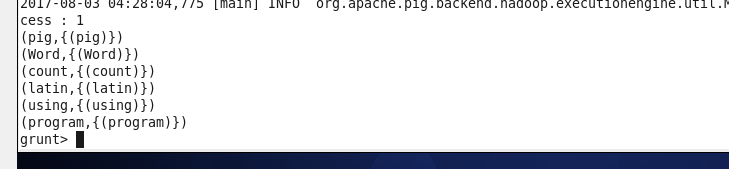 2017-08-03 04:28:04,775 [main] INFO  org.apache.pig.backend.hadoop.executionengine.util.M
cess : 1
(pig,{(pig)})
(Word,{(Word)})
(count,{(count)})
(latin,{(latin)})
(using,{(using)})
(program,{(program)})
grunt>